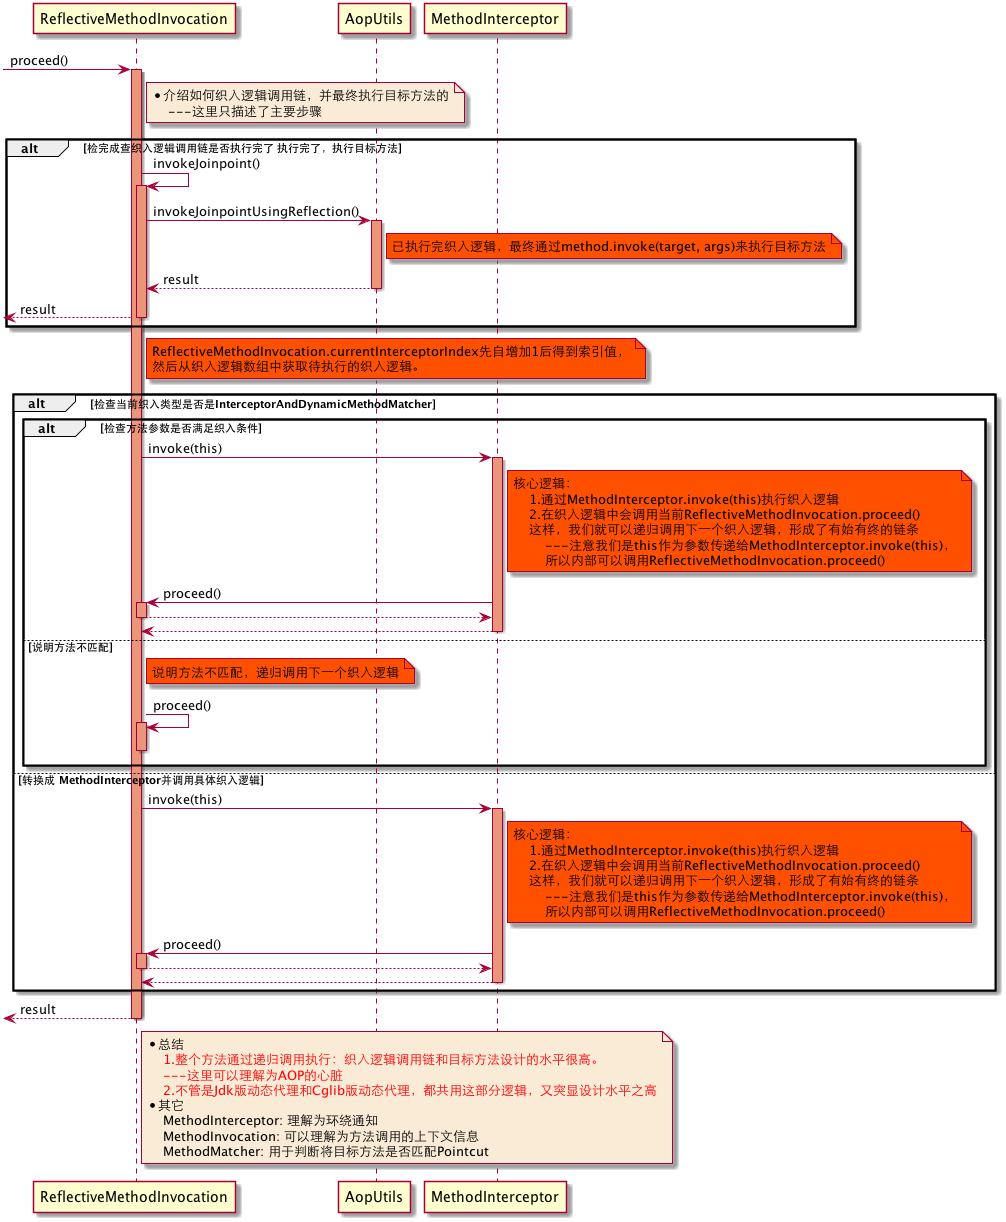 ReflectiveMethodInvocation
AopUtils
MethodInterceptor
proceed()
•介绍如何织入逻辑调用链，并最终执行目标方法的
---这里只描述了主要步骤
alt
[检完成查织入逻辑调用链是否执行完了 执行完了，执行目标方法]
invokeJoinpoint()
invokeJoinpointUsingReflection()
已执行完织入逻辑，最终通过method.invoke(target, args)来执行目标方法
result
result
ReflectiveMethodInvocation.currentInterceptorIndex先自增加1后得到索引值，
然后从织入逻辑数组中获取待执行的织入逻辑。
alt
[检查当前织入类型是否是InterceptorAndDynamicMethodMatcher]
alt
[检查方法参数是否满足织入条件]
invoke(this)
核心逻辑：
1.通过MethodInterceptor.invoke(this)执行织入逻辑
2.在织入逻辑中会调用当前ReflectiveMethodInvocation.proceed()
这样，我们就可以递归调用下一个织入逻辑，形成了有始有终的链条
---注意我们是this作为参数传递给MethodInterceptor.invoke(this)，
所以内部可以调用ReflectiveMethodInvocation.proceed()
proceed()
[说明方法不匹配]
说明方法不匹配，递归调用下一个织入逻辑
proceed()
[转换成 MethodInterceptor并调用具体织入逻辑]
invoke(this)
核心逻辑：
1.通过MethodInterceptor.invoke(this)执行织入逻辑
2.在织入逻辑中会调用当前ReflectiveMethodInvocation.proceed()
这样，我们就可以递归调用下一个织入逻辑，形成了有始有终的链条
---注意我们是this作为参数传递给MethodInterceptor.invoke(this)，
所以内部可以调用ReflectiveMethodInvocation.proceed()
proceed()
result
•总结
1.整个方法通过递归调用执行：织入逻辑调用链和目标方法设计的水平很高。
---这里可以理解为AOP的心脏
2.不管是Jdk版动态代理和Cglib版动态代理，都共用这部分逻辑，又突显设计水平之高
•其它
MethodInterceptor: 理解为环绕通知
MethodInvocation: 可以理解为方法调用的上下文信息
MethodMatcher: 用于判断将目标方法是否匹配Pointcut
ReflectiveMethodInvocation
AopUtils
MethodInterceptor